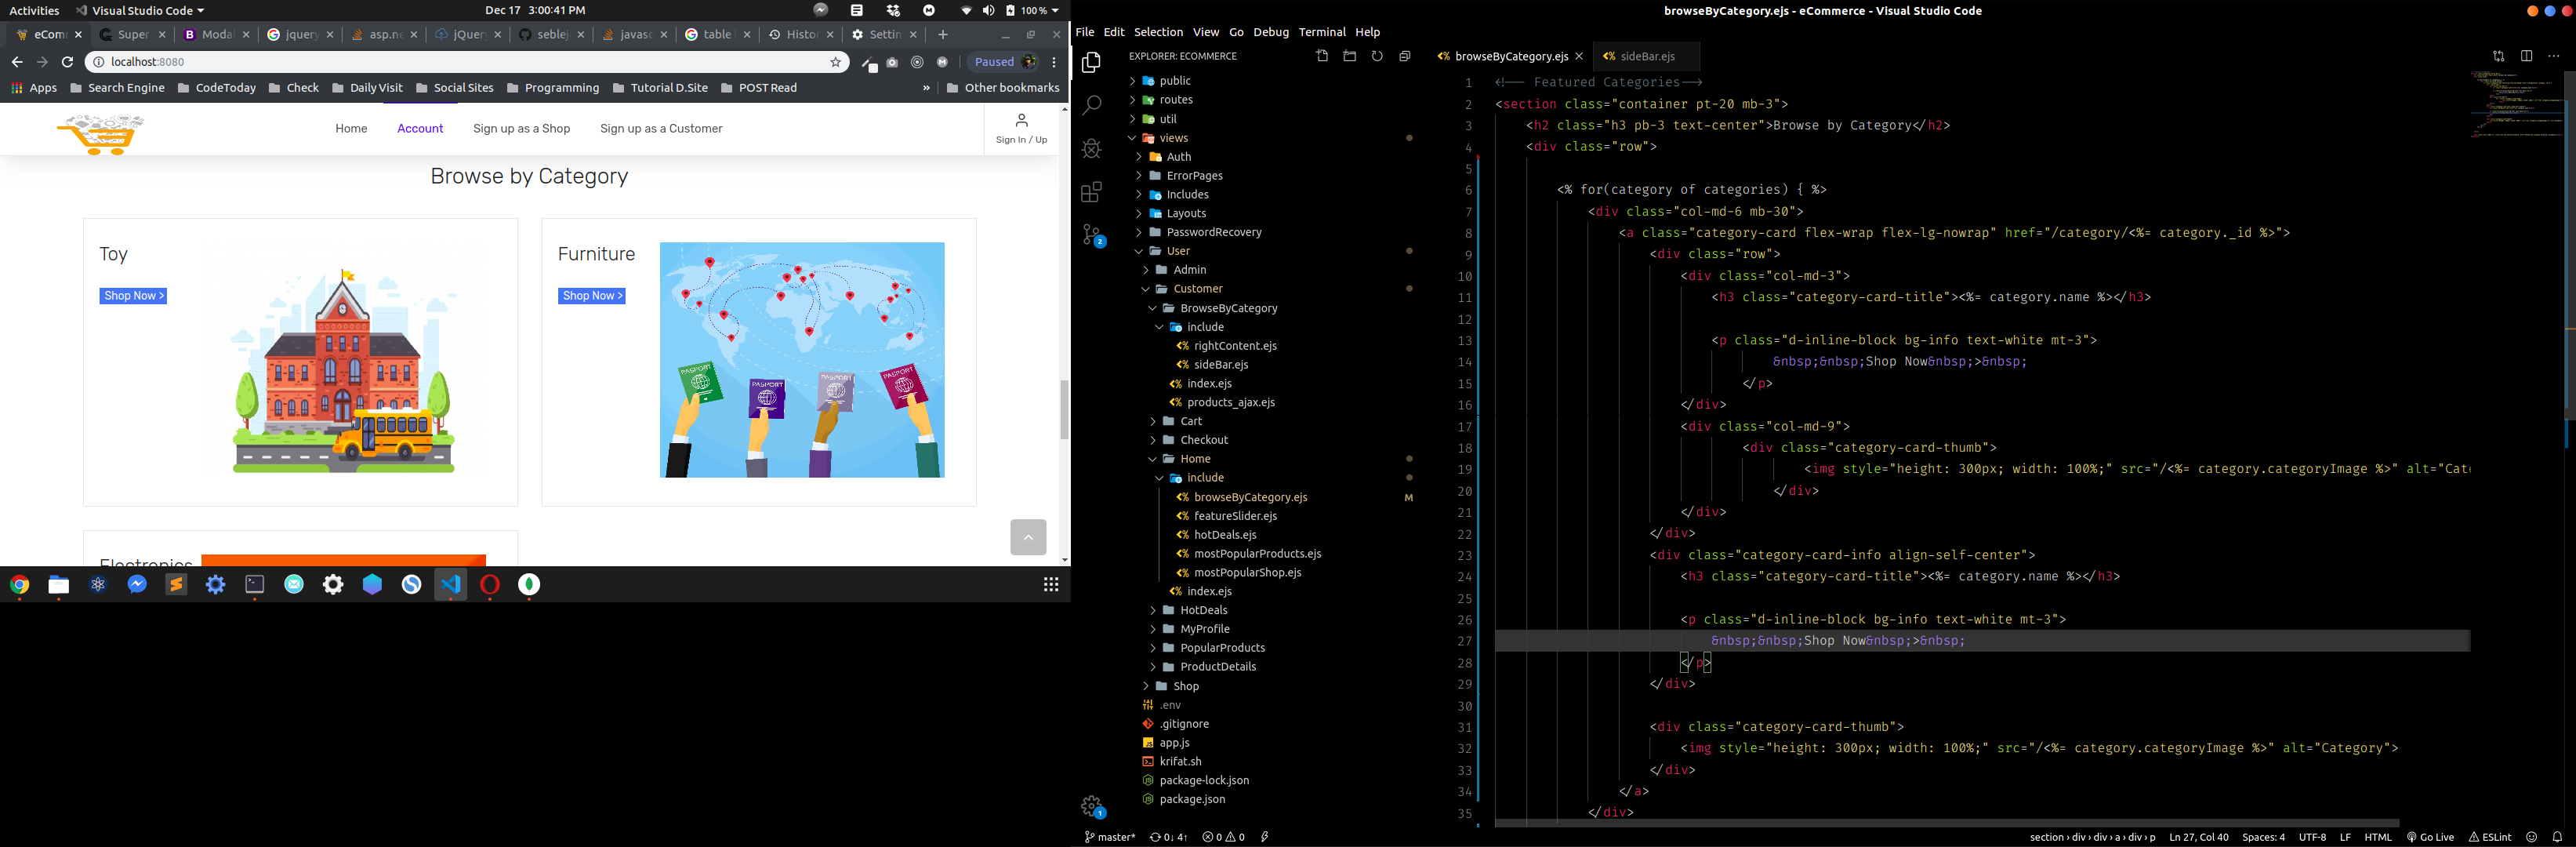 Activities
Visual Studio Code
Dec 17 3:00:41 PM
100 %
eCom
Super
Modal
jquery
asp.ne
jQuery
seblej
javasc
table
Histor
Settin
localhost:8080
Paused
Apps
Search Engine
CodeToday
Check
Daily Visit
Social Sites
Programming
Tutorial D.Site
POST Read
»
Other bookmarks
Home
Account
Sign up as a Shop
Sign up as a Customer
Sign In / Up
Browse by Category
Toy
Shop Now >
Furniture
Shop Now >
PASPORT
PASPORT
PASPORT
PASPORT
Electronics
browseByCategory.ejs - eCommerce - Visual Studio Code
File Edit Selection View Go Debug Terminal Help
EXPLORER: ECOMMERCE
public
routes
util
views
Auth
ErrorPages
Includes
Layouts
PasswordRecovery
User
Admin
Customer
BrowseByCategory
include
rightContent.ejs
sideBar.ejs
index.ejs
products_ajax.ejs
Cart
Checkout
Home
include
browseByCategory.ejs M
featureSlider.ejs
hotDeals.ejs
mostPopularProducts.ejs
mostPopularShop.ejs
index.ejs
HotDeals
MyProfile
PopularProducts
ProductDetails
Shop
.env
.gitignore
app.js
krifat.sh
package-lock.json
package.json
2
1
browseByCategory.ejs
sideBar.ejs
1 <!-- Featured Categories-->
2 <section class="container pt-20 mb-3">
3 <h2 class="h3 pb-3 text-center">Browse by Category</h2>
4 <div class="row">
5
6 <% for(category of categories) { %>
7 <div class="col-md-6 mb-30">
8 <a class="category-card flex-wrap flex-lg-nowrap" href="/category/<%= category._id %>">
9 <div class="row">
10 <div class="col-md-3">
11 <h3 class="category-card-title"><%= category.name %></h3>
12
13 <p class="d-inline-block bg-info text-white mt-3">
14 &nbsp;&nbsp;Shop Now&nbsp;>&nbsp;
15 </p>
16 </div>
17 <div class="col-md-9">
18 <div class="category-card-thumb">
19 <img style="height: 300px; width: 100%;" src="/<%= category.categoryImage %>" alt="Cat
20 </div>
21 </div>
22 </div>
23 <div class="category-card-info align-self-center">
24 <h3 class="category-card-title"><%= category.name %></h3>
25
26 <p class="d-inline-block bg-info text-white mt-3">
27 &nbsp;&nbsp;Shop Now&nbsp;>&nbsp;
28 </p>
29 </div>
30
31 <div class="category-card-thumb">
32 <img style="height: 300px; width: 100%;" src="/<%= category.categoryImage %>" alt="Category">
33 </div>
34 </a>
35 </div>
master*
0↓ 4↑
0
0
section › div › div › a › div › p
Ln 27, Col 40
Spaces: 4
UTF-8
LF
HTML
Go Live
ESLint